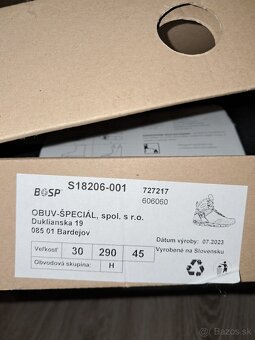 BOSP S18206-001 727217
606060
OBUV-ŠPECIÁL, spol. s r.o.
Duklianska 19
085 01 Bardejov
Dátum výroby: 07.2023
Vyrobené na Slovensku
Veľkosť 30 290 45
Obvodová skupina: H
bazos.sk